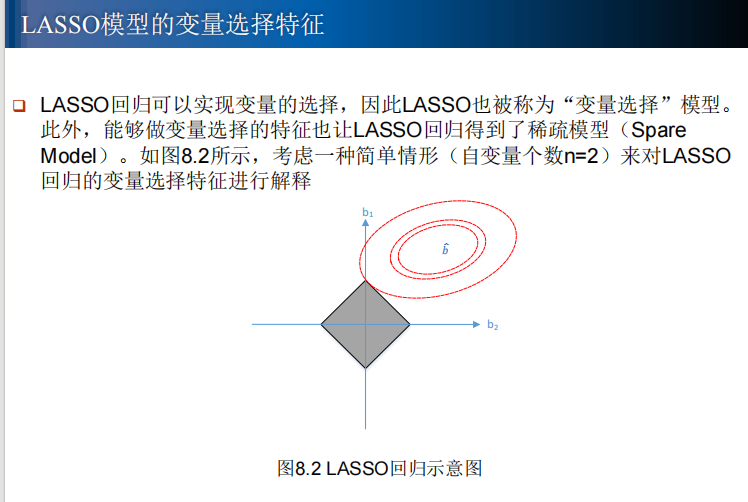 LASSO模型的变量选择特征
LASSO回归可以实现变量的选择，因此LASSO也被称为“变量选择”模型。
此外，能够做变量选择的特征也让LASSO回归得到了稀疏模型（Spare
Model）。如图8.2所示，考虑一种简单情形（自变量个数n=2）来对LASSO
回归的变量选择特征进行解释
b₁
b̂
b₂
图8.2 LASSO回归示意图